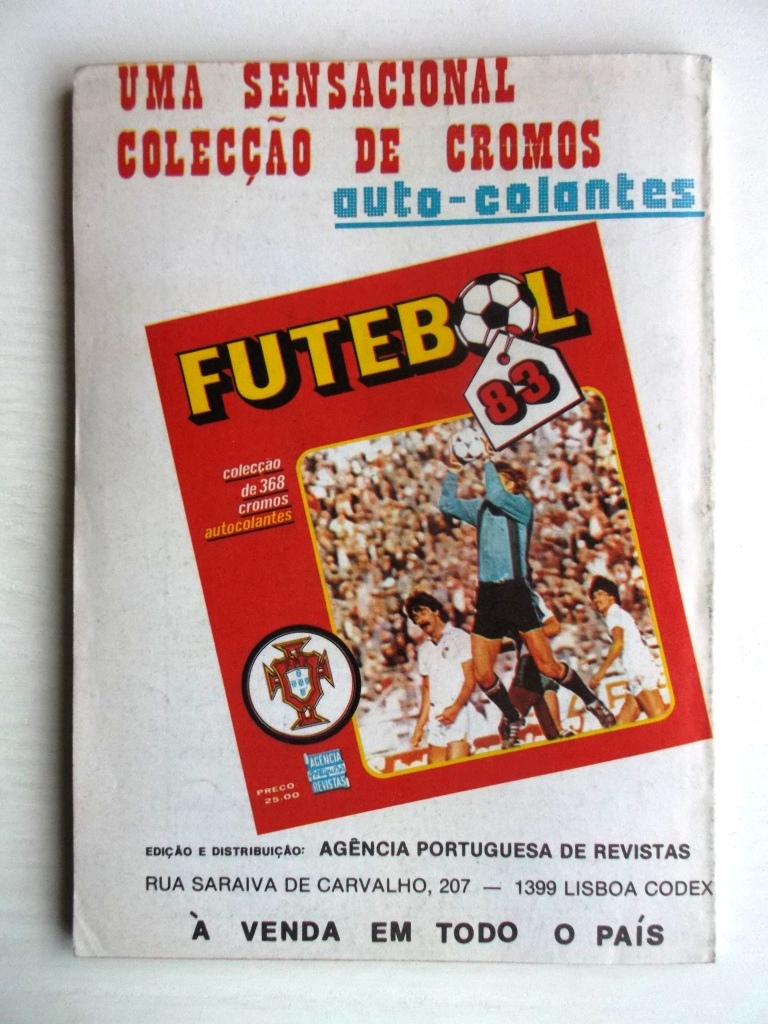 UMA SENSACIONAL
COLECÇÃO DE CROMOS
auto-colantes
FUTEBOL
83
colecção
de 368
cromos
autocolantes
PREÇO
25.00
AGÊNCIA
Portuguesa
REVISTAS
EDIÇÃO E DISTRIBUIÇÃO: AGÊNCIA PORTUGUESA DE REVISTAS
RUA SARAIVA DE CARVALHO, 207 — 1399 LISBOA CODEX
À VENDA EM TODO O PAÍS